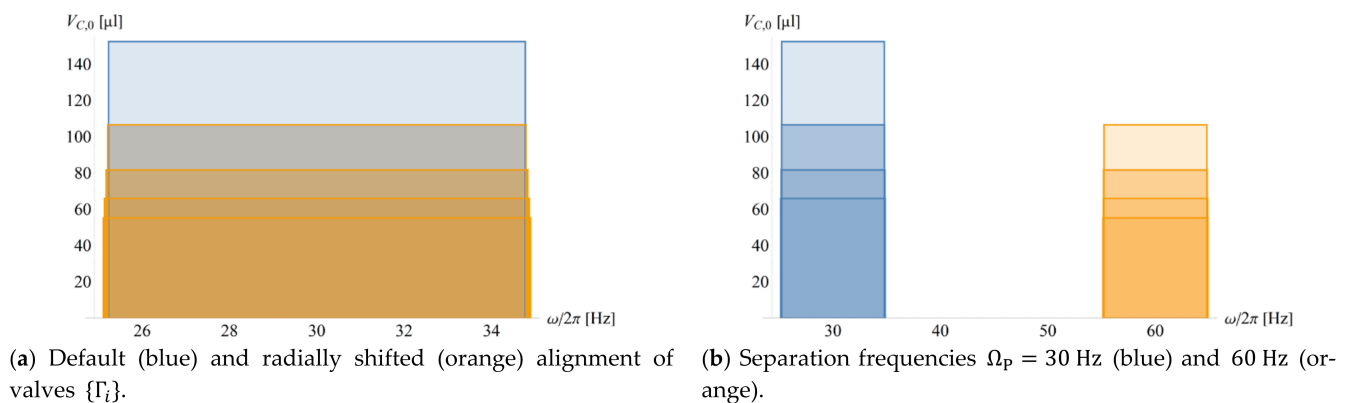 V_{C,0} [μl]
140
120
100
80
60
40
20
26 28 30 32 34
ω/2π [Hz]
(a) Default (blue) and radially shifted (orange) alignment of
valves {Γ_i}.
V_{C,0} [μl]
140
120
100
80
60
40
20
30 40 50 60
ω/2π [Hz]
(b) Separation frequencies Ω_P = 30 Hz (blue) and 60 Hz (or-
ange).